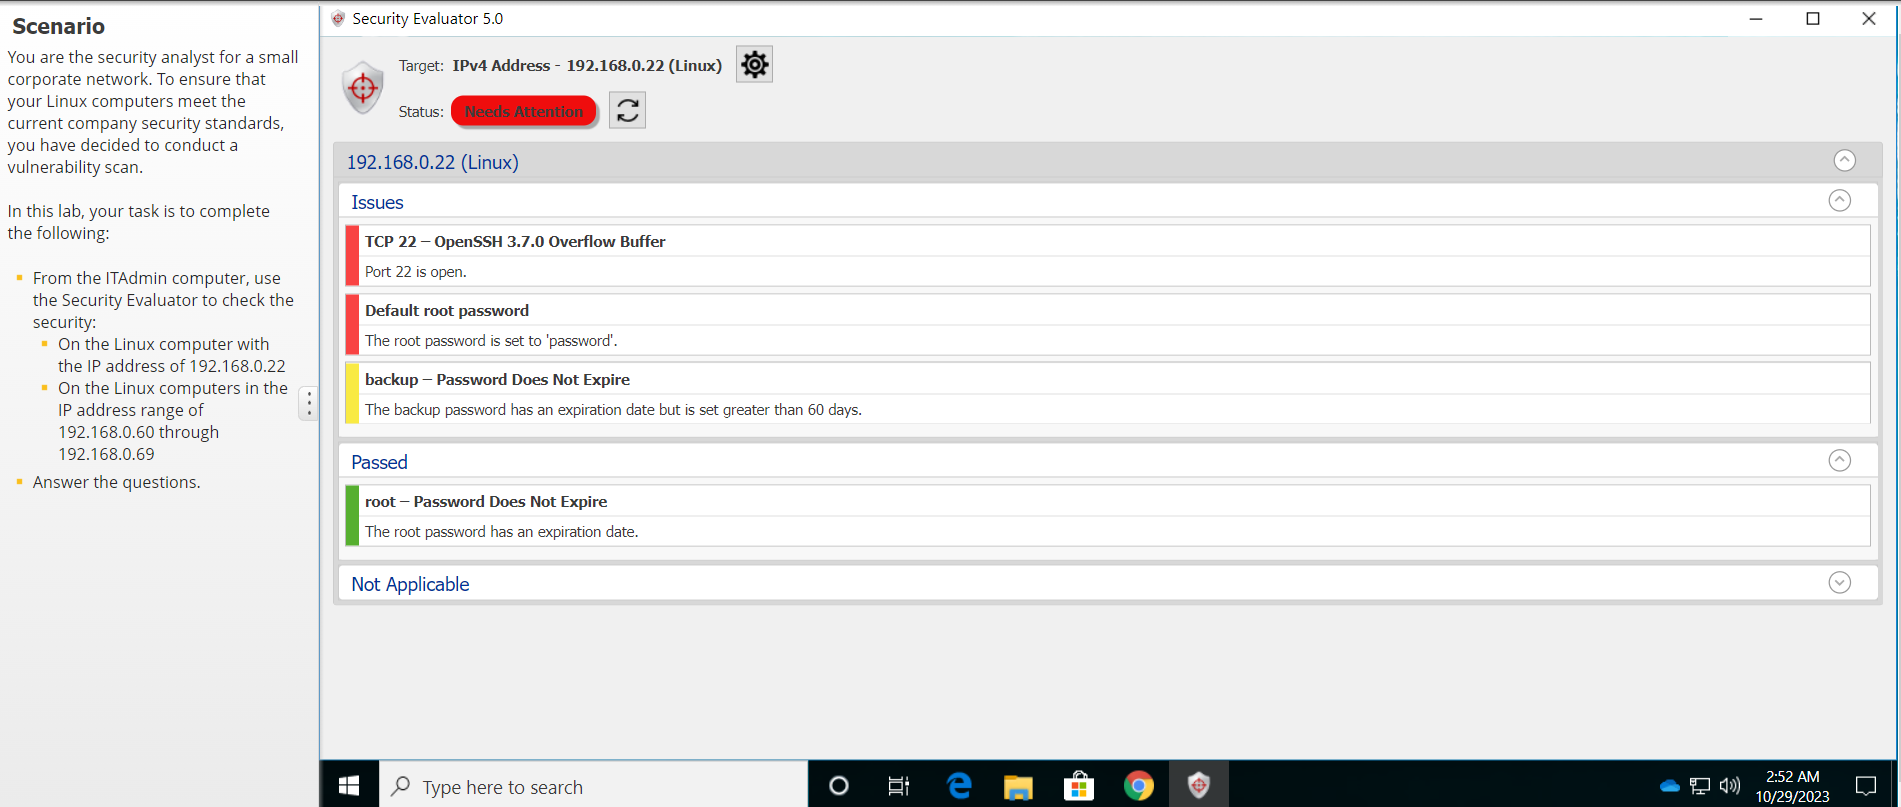 Scenario
You are the security analyst for a small
corporate network. To ensure that
your Linux computers meet the
current company security standards,
you have decided to conduct a
vulnerability scan.
In this lab, your task is to complete
the following:
From the ITAdmin computer, use
the Security Evaluator to check the
security:
On the Linux computer with
the IP address of 192.168.0.22
On the Linux computers in the
IP address range of
192.168.0.60 through
192.168.0.69
Answer the questions.
Security Evaluator 5.0
Target: IPv4 Address - 192.168.0.22 (Linux)
Status: Needs Attention
192.168.0.22 (Linux)
Issues
TCP 22 – OpenSSH 3.7.0 Overflow Buffer
Port 22 is open.
Default root password
The root password is set to 'password'.
backup – Password Does Not Expire
The backup password has an expiration date but is set greater than 60 days.
Passed
root – Password Does Not Expire
The root password has an expiration date.
Not Applicable
Type here to search
2:52 AM
10/29/2023